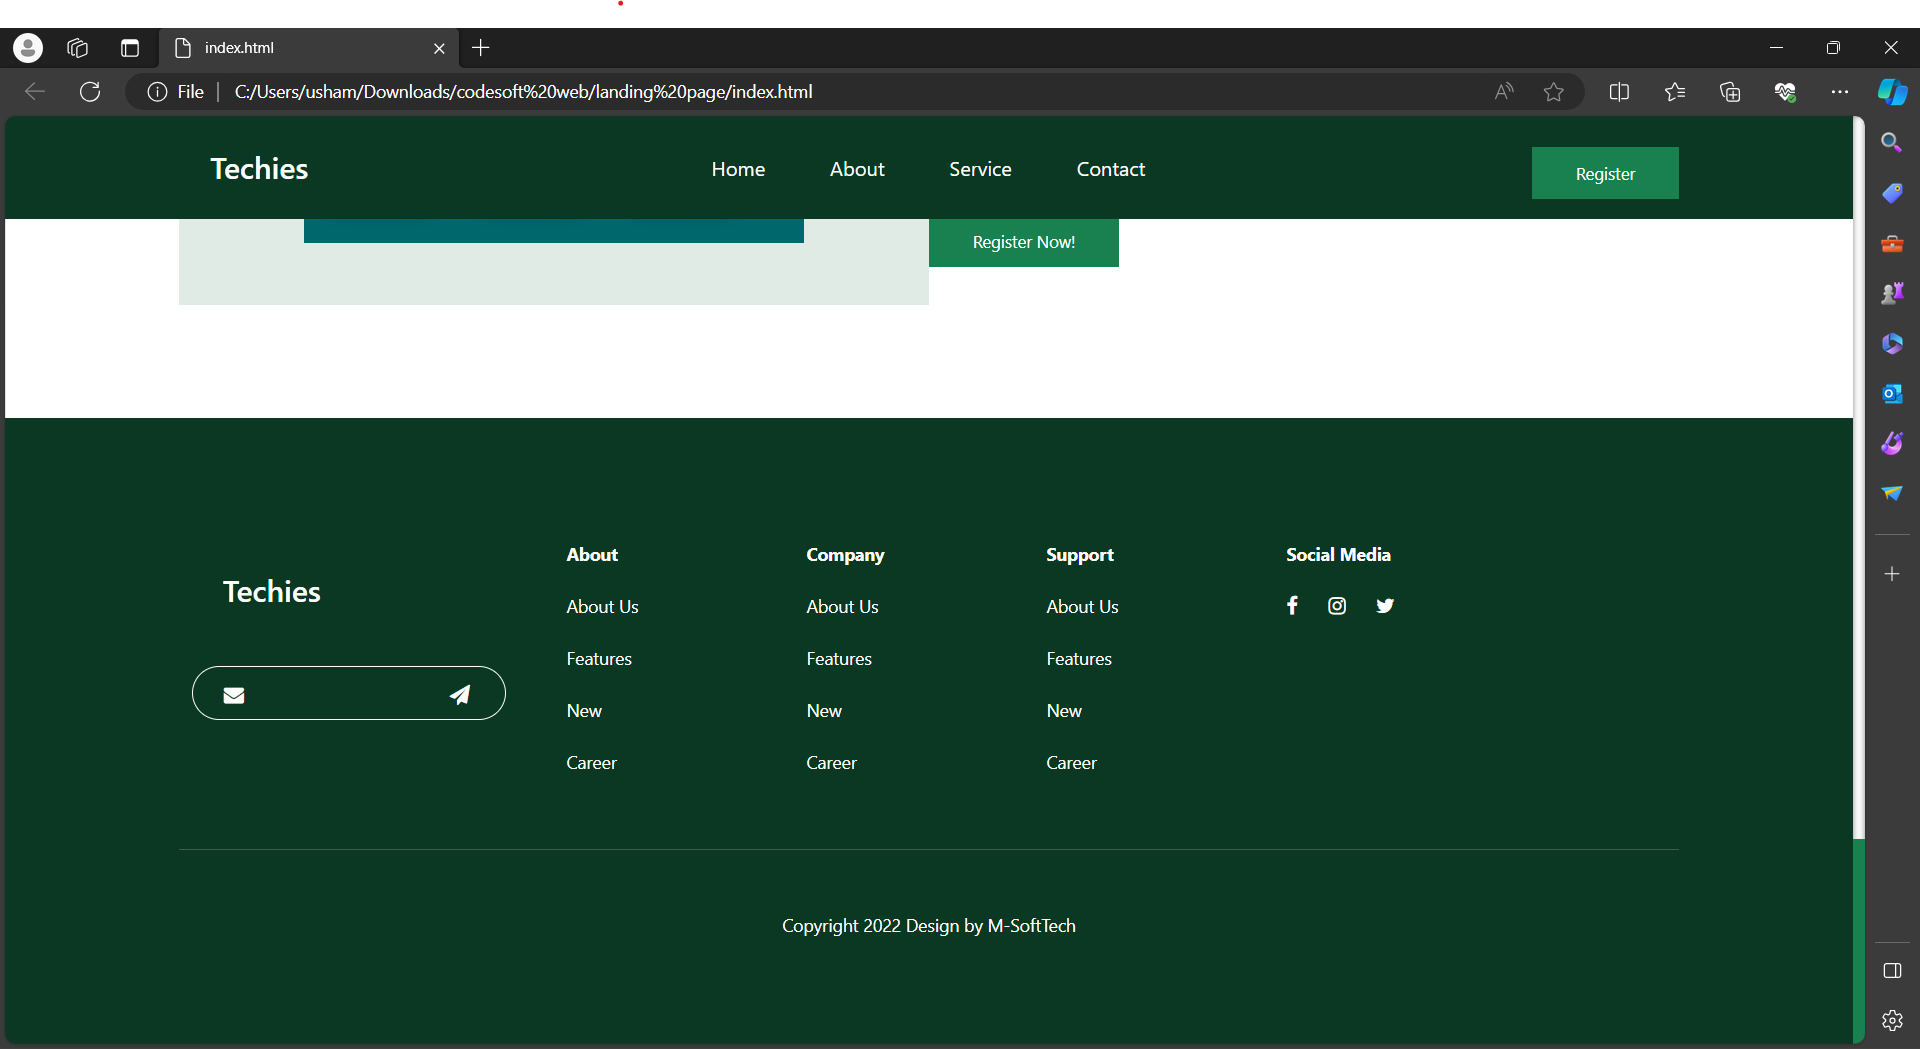 index.html
File
C:/Users/usham/Downloads/codesoft%20web/landing%20page/index.html
Techies
Home
About
Service
Contact
Register
Register Now!
Techies
About
About Us
Features
New
Career
Company
About Us
Features
New
Career
Support
About Us
Features
New
Career
Social Media
Copyright 2022 Design by M-SoftTech